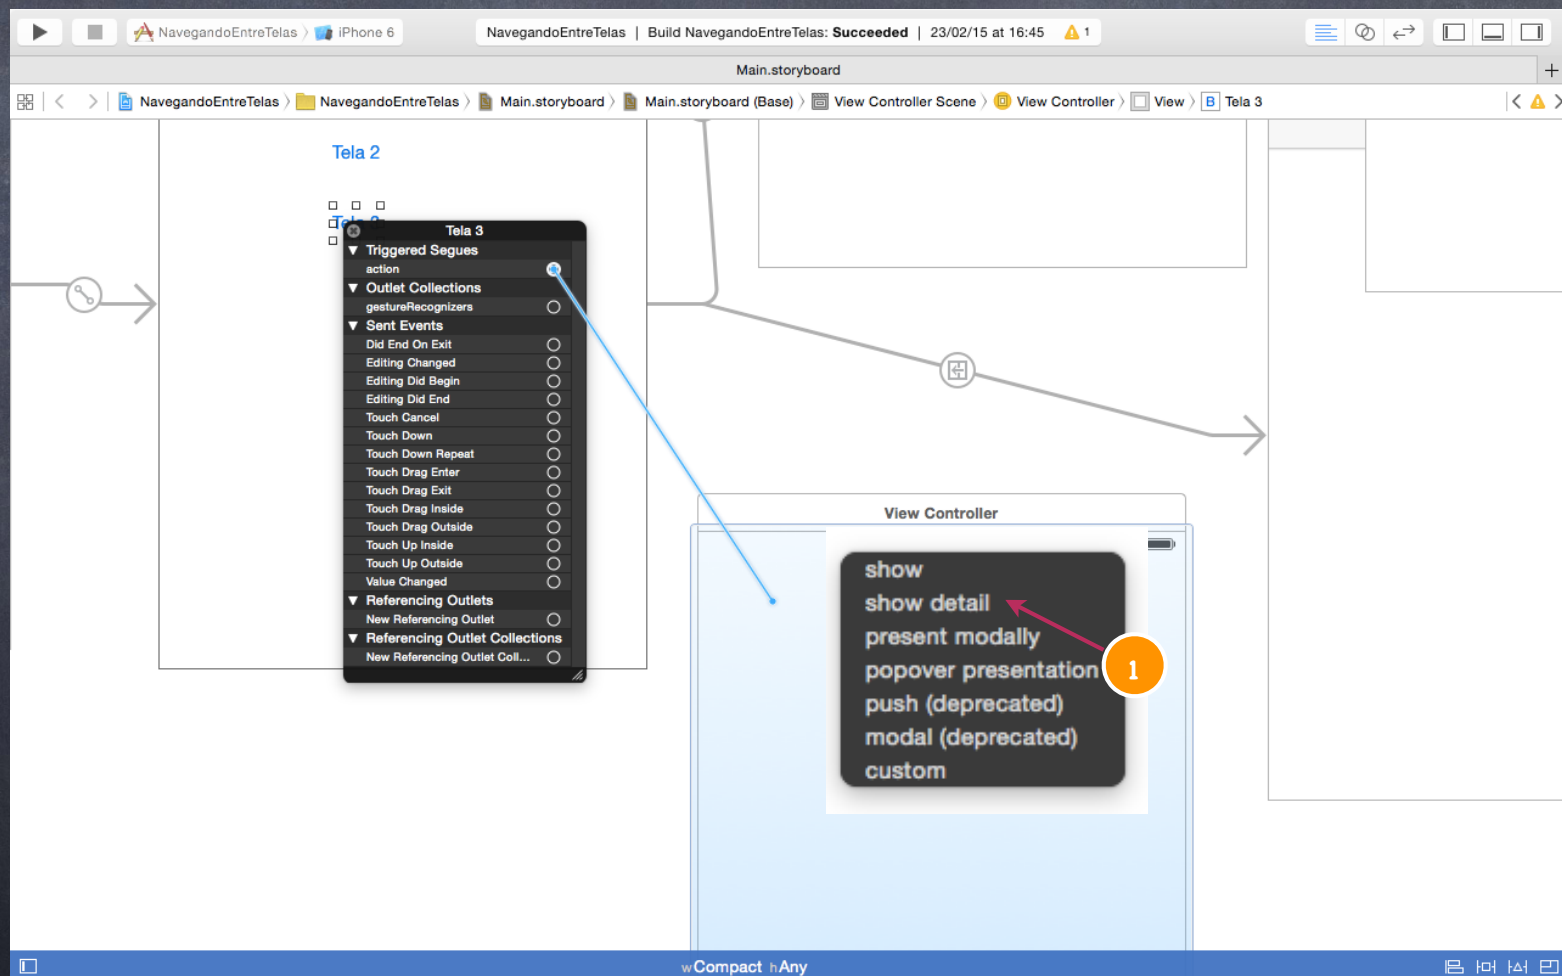 NavegandoEntreTelas iPhone 6 NavegandoEntreTelas | Build NavegandoEntreTelas: Succeeded | 23/02/15 at 16:45 1
Main.storyboard
NavegandoEntreTelas NavegandoEntreTelas Main.storyboard Main.storyboard (Base) View Controller Scene View Controller View B Tela 3
Tela 2
Tela 3
Triggered Segues
action
Outlet Collections
gestureRecognizers
Sent Events
Did End On Exit
Editing Changed
Editing Did Begin
Editing Did End
Touch Cancel
Touch Down
Touch Down Repeat
Touch Drag Enter
Touch Drag Exit
Touch Drag Inside
Touch Drag Outside
Touch Up Inside
Touch Up Outside
Value Changed
Referencing Outlets
New Referencing Outlet
Referencing Outlet Collections
New Referencing Outlet Coll...
View Controller
show
show detail
present modally
popover presentation
push (deprecated)
modal (deprecated)
custom
1
wCompact hAny